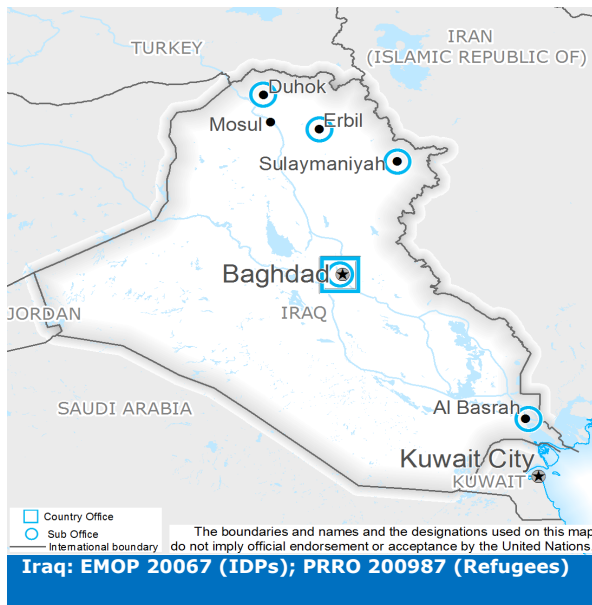 TURKEY
IRAN
(ISLAMIC REPUBLIC OF)
Duhok
Mosul
Erbil
Sulaymaniyah
Baghdad
IRAQ
JORDAN
SAUDI ARABIA
Al Basrah
Kuwait City
KUWAIT
Country Office
Sub Office
International boundary
The boundaries and names and the designations used on this map
do not imply official endorsement or acceptance by the United Nations
Iraq: EMOP 20067 (IDPs); PRRO 200987 (Refugees)